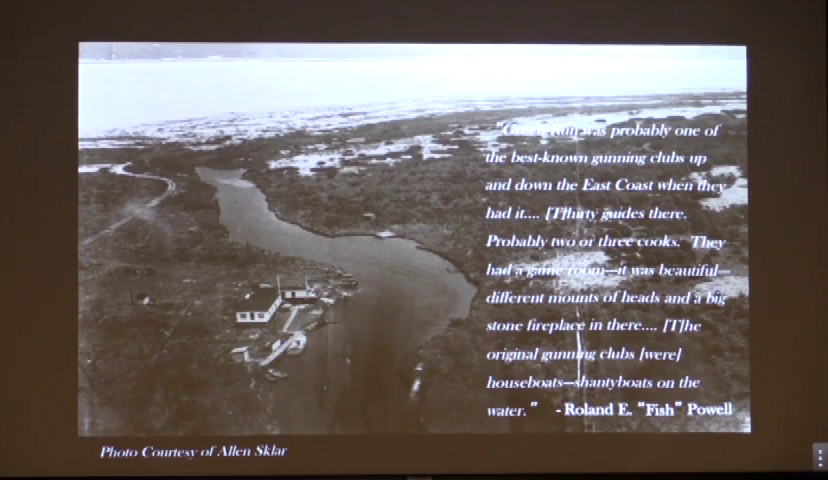 "Green Run was probably one of
the best-known gunning clubs up
and down the East Coast when they
had it.... [T]hirty guides there.
Probably two or three cooks. They
had a game room—it was beautiful—
different mounts of heads and a big
stone fireplace in there.... [T]he
original gunning clubs [were]
houseboats—shantyboats on the
water." - Roland E. "Fish" Powell
Photo Courtesy of Allen Sklar